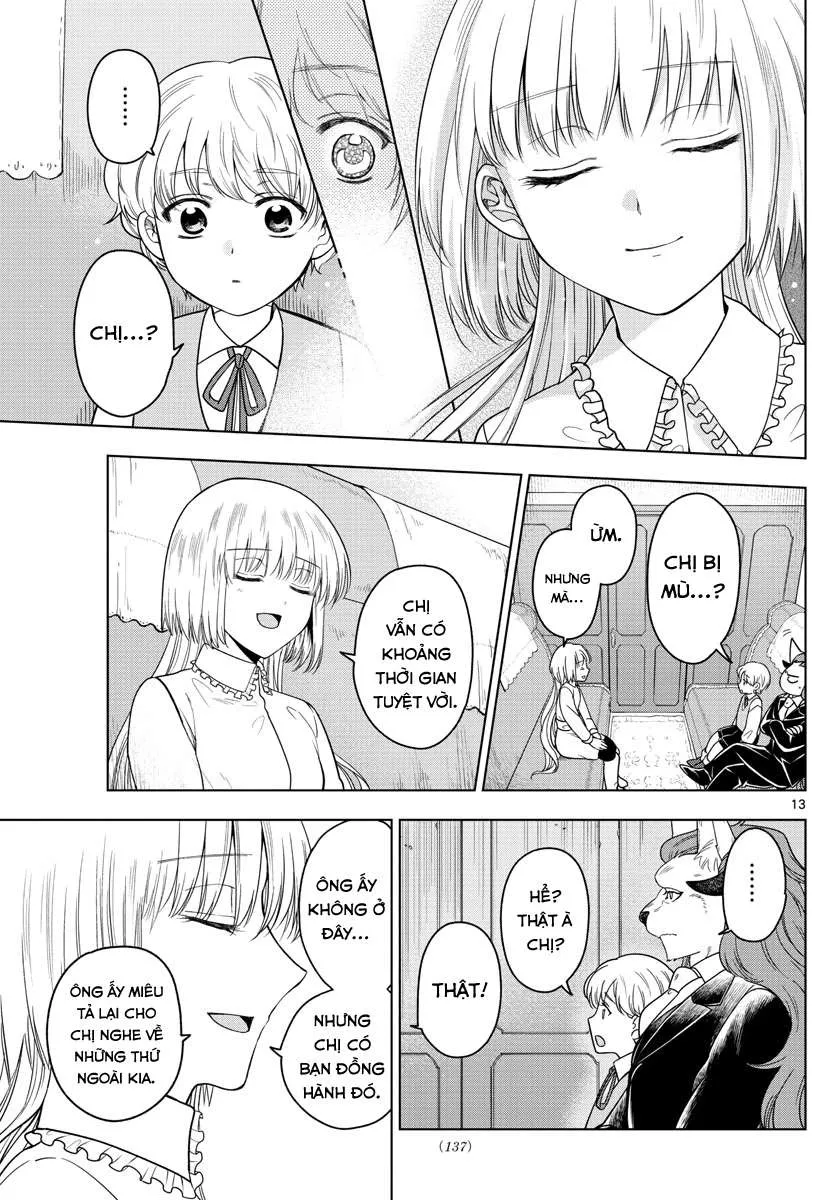 ……
CHỊ…?
CHỊ BỊ
MÙ…?
ỪM.
NHƯNG
MÀ…
CHỊ
VẪN CÓ
KHOẢNG
THỜI GIAN
TUYỆT VỜI.
13
……
HỂ?
THẬT À
CHỊ?
THẬT!
ÔNG ẤY
KHÔNG Ở
ĐÂY…
NHƯNG
CHỊ CÓ
BẠN ĐỒNG
HÀNH ĐÓ.
ÔNG ẤY MIÊU
TẢ LẠI CHO
CHỊ NGHE VỀ
NHỮNG THỨ
NGOÀI KIA.
(137)